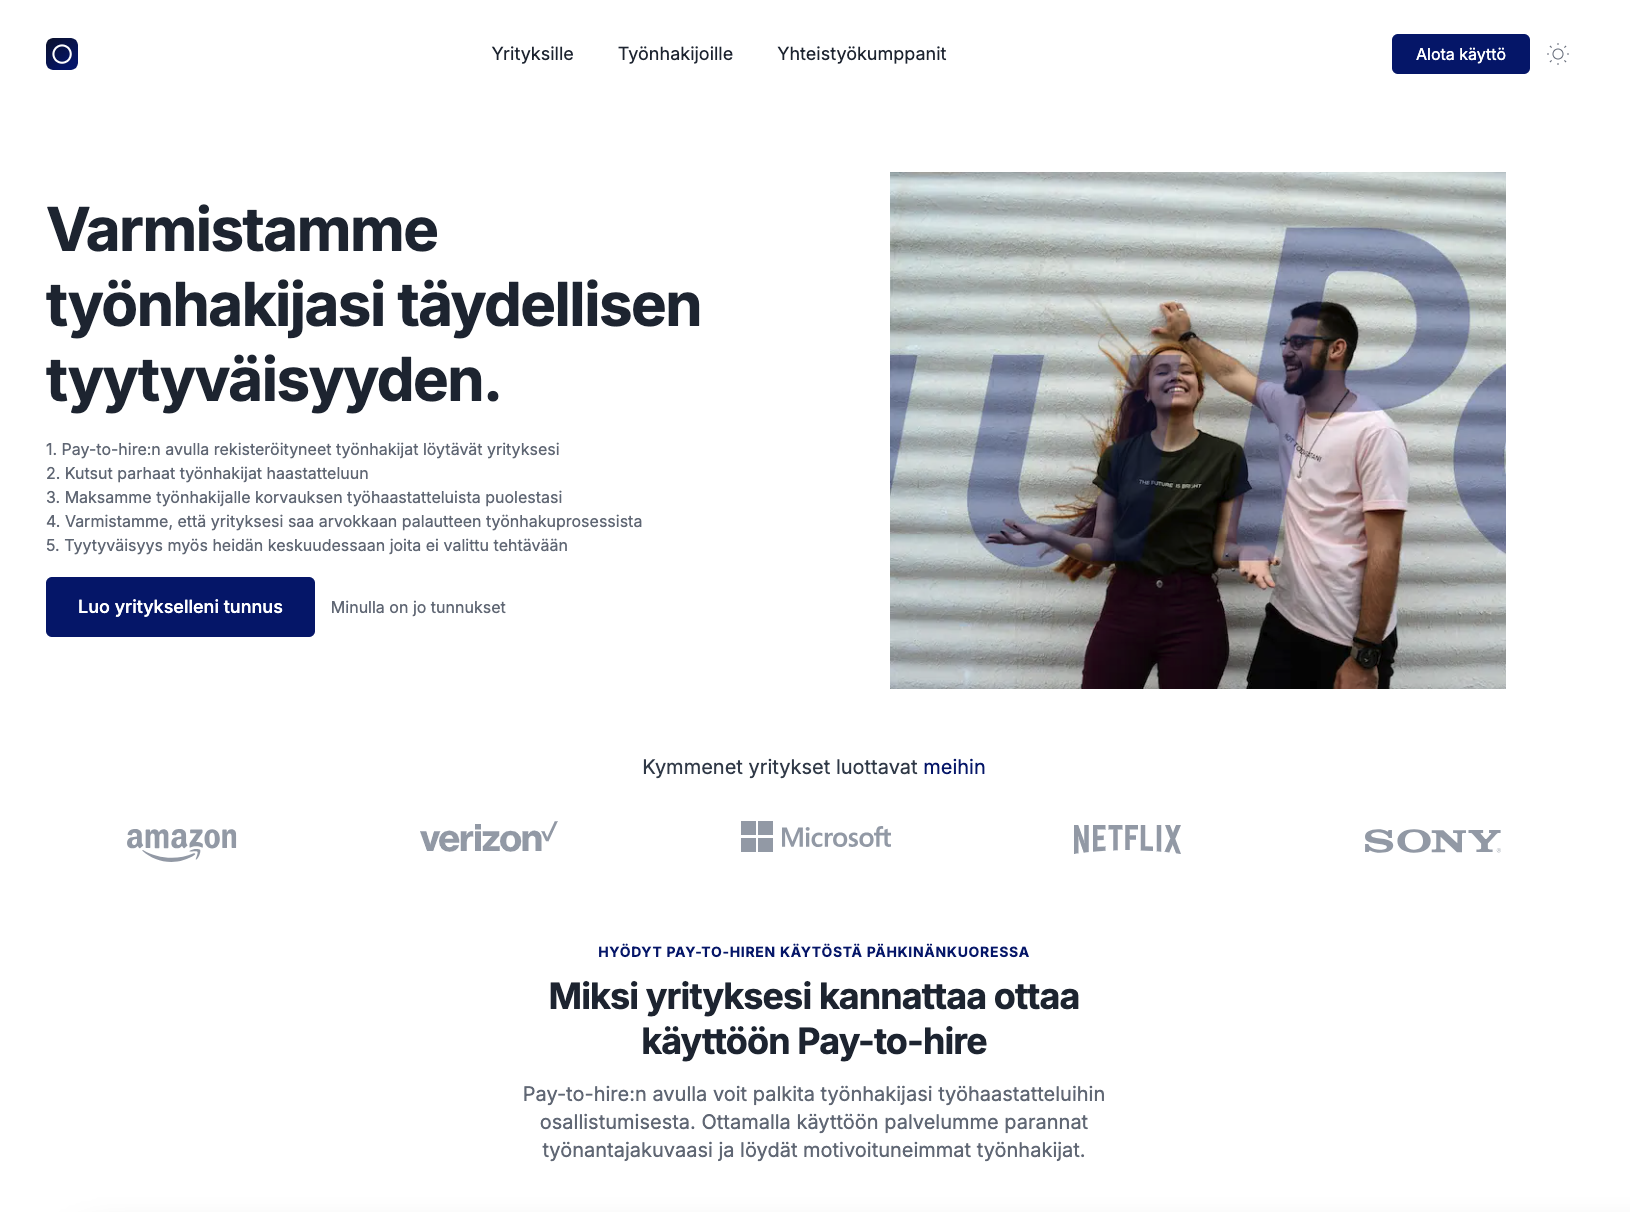 Yrityksille
Työnhakijoille
Yhteistyökumppanit
Alota käyttö
Varmistamme
työnhakijasi täydellisen
tyytyväisyyden.
1. Pay-to-hire:n avulla rekisteröityneet työnhakijat löytävät yrityksesi
2. Kutsut parhaat työnhakijat haastatteluun
3. Maksamme työnhakijalle korvauksen työhaastatteluista puolestasi
4. Varmistamme, että yrityksesi saa arvokkaan palautteen työnhakuprosessista
5. Tyytyväisyys myös heidän keskuudessaan joita ei valittu tehtävään
Luo yritykselleni tunnus
Minulla on jo tunnukset
THE FUTURE IS BRIGHT
Kymmenet yritykset luottavat meihin
amazon
verizon
Microsoft
NETFLIX
SONY
HYÖDYT PAY-TO-HIREN KÄYTÖSTÄ PÄHKINÄNKUORESSA
Miksi yrityksesi kannattaa ottaa
käyttöön Pay-to-hire
Pay-to-hire:n avulla voit palkita työnhakijasi työhaastatteluihin
osallistumisesta. Ottamalla käyttöön palvelumme parannat
työnantajakuvaasi ja löydät motivoituneimmat työnhakijat.